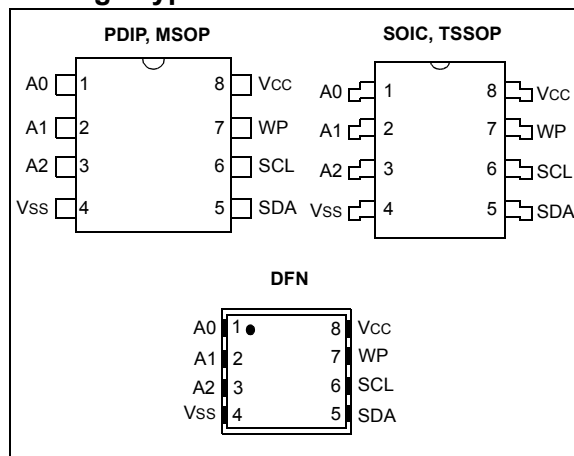 PDIP, MSOP
A0 1 8 VCC
A1 2 7 WP
A2 3 6 SCL
VSS 4 5 SDA
SOIC, TSSOP
A0 1 8 VCC
A1 2 7 WP
A2 3 6 SCL
VSS 4 5 SDA
DFN
A0 1 8 VCC
A1 2 7 WP
A2 3 6 SCL
VSS 4 5 SDA